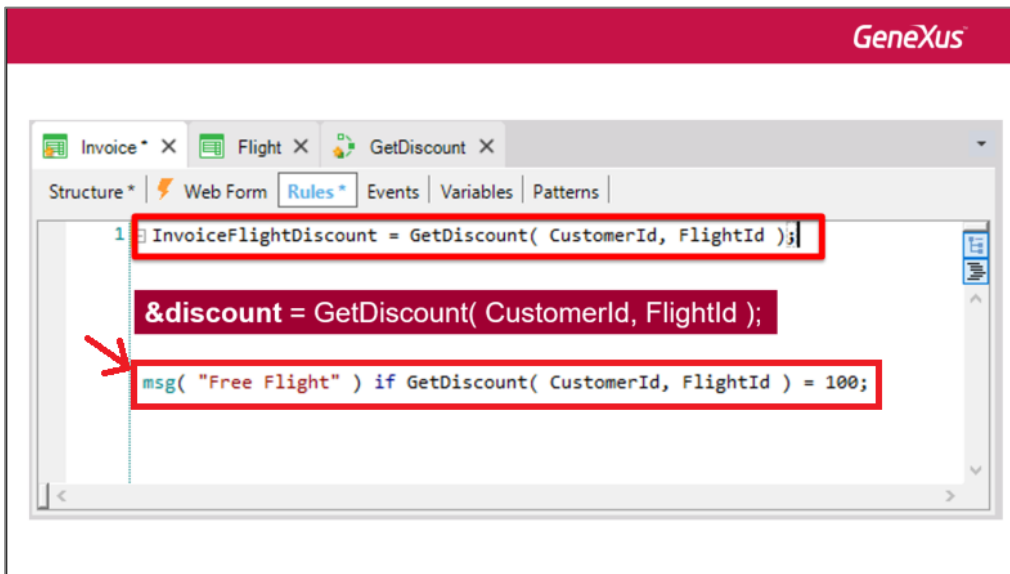 GeneXus
Invoice* × Flight × GetDiscount ×
Structure * Web Form Rules * Events Variables Patterns
1 InvoiceFlightDiscount = GetDiscount( CustomerId, FlightId );
&discount = GetDiscount( CustomerId, FlightId );
msg( "Free Flight" ) if GetDiscount( CustomerId, FlightId ) = 100;